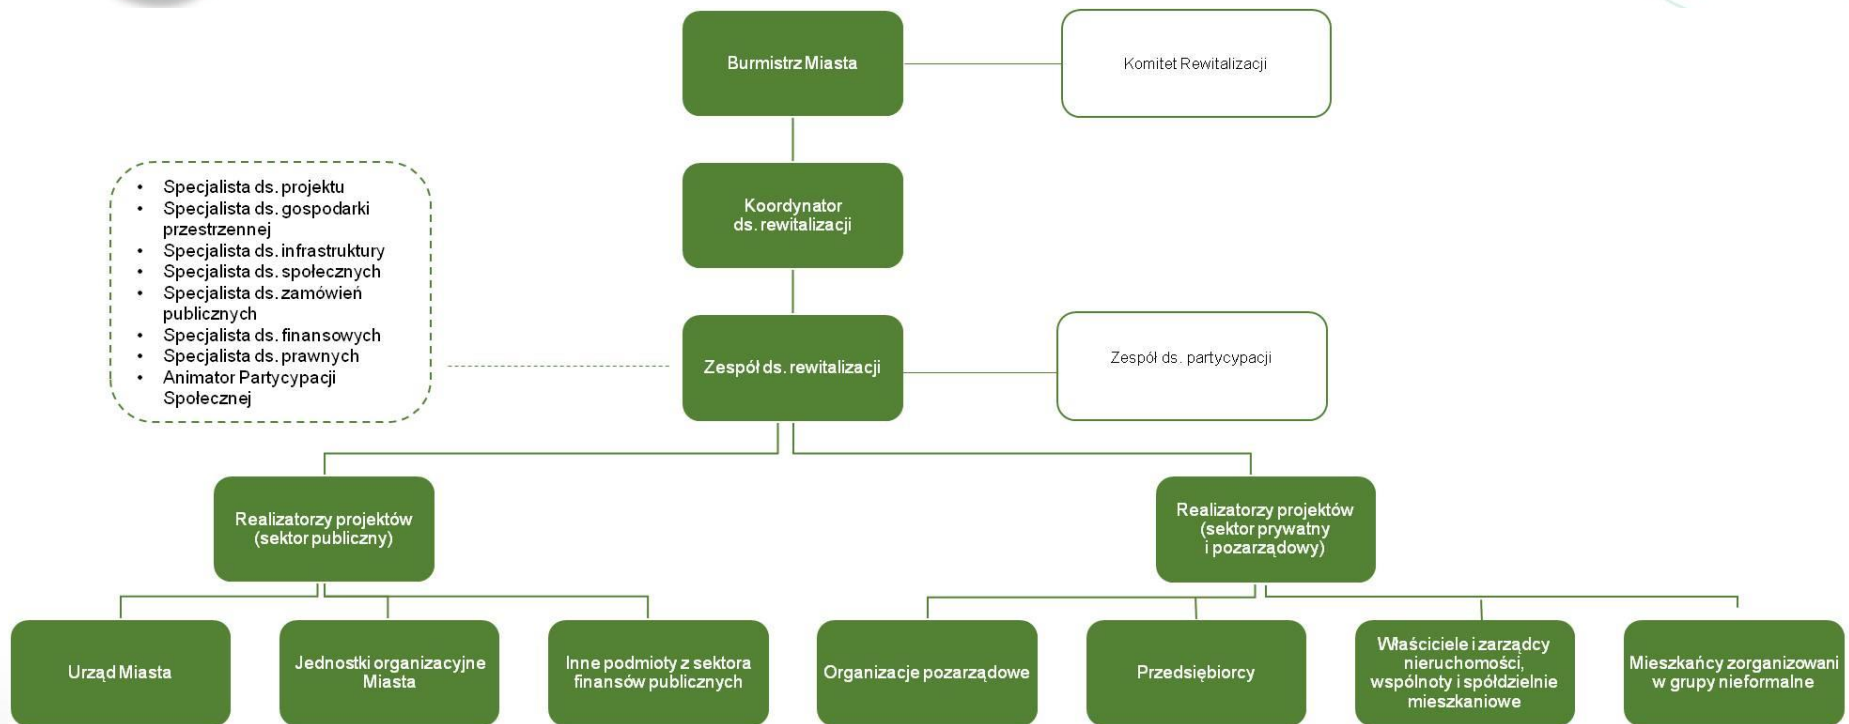 Burmistrz Miasta
Komitet Rewitalizacji
• Specjalista ds. projektu
• Specjalista ds. gospodarki
przestrzennej
• Specjalista ds. infrastruktury
• Specjalista ds. społecznych
• Specjalista ds. zamówień
publicznych
• Specjalista ds. finansowych
• Specjalista ds. prawnych
• Animator Partycypacji
Społecznej
Koordynator
ds. rewitalizacji
Zespół ds. rewitalizacji
Zespół ds. partycypacji
Realizatorzy projektów
(sektor publiczny)
Realizatorzy projektów
(sektor prywatny
i pozarządowy)
Urząd Miasta
Jednostki organizacyjne
Miasta
Inne podmioty z sektora
finansów publicznych
Organizacje pozarządowe
Przedsiębiorcy
Właściciele i zarządcy
nieruchomości,
wspólnoty i spółdzielnie
mieszkaniowe
Mieszkańcy zorganizowani
w grupy nieformalne